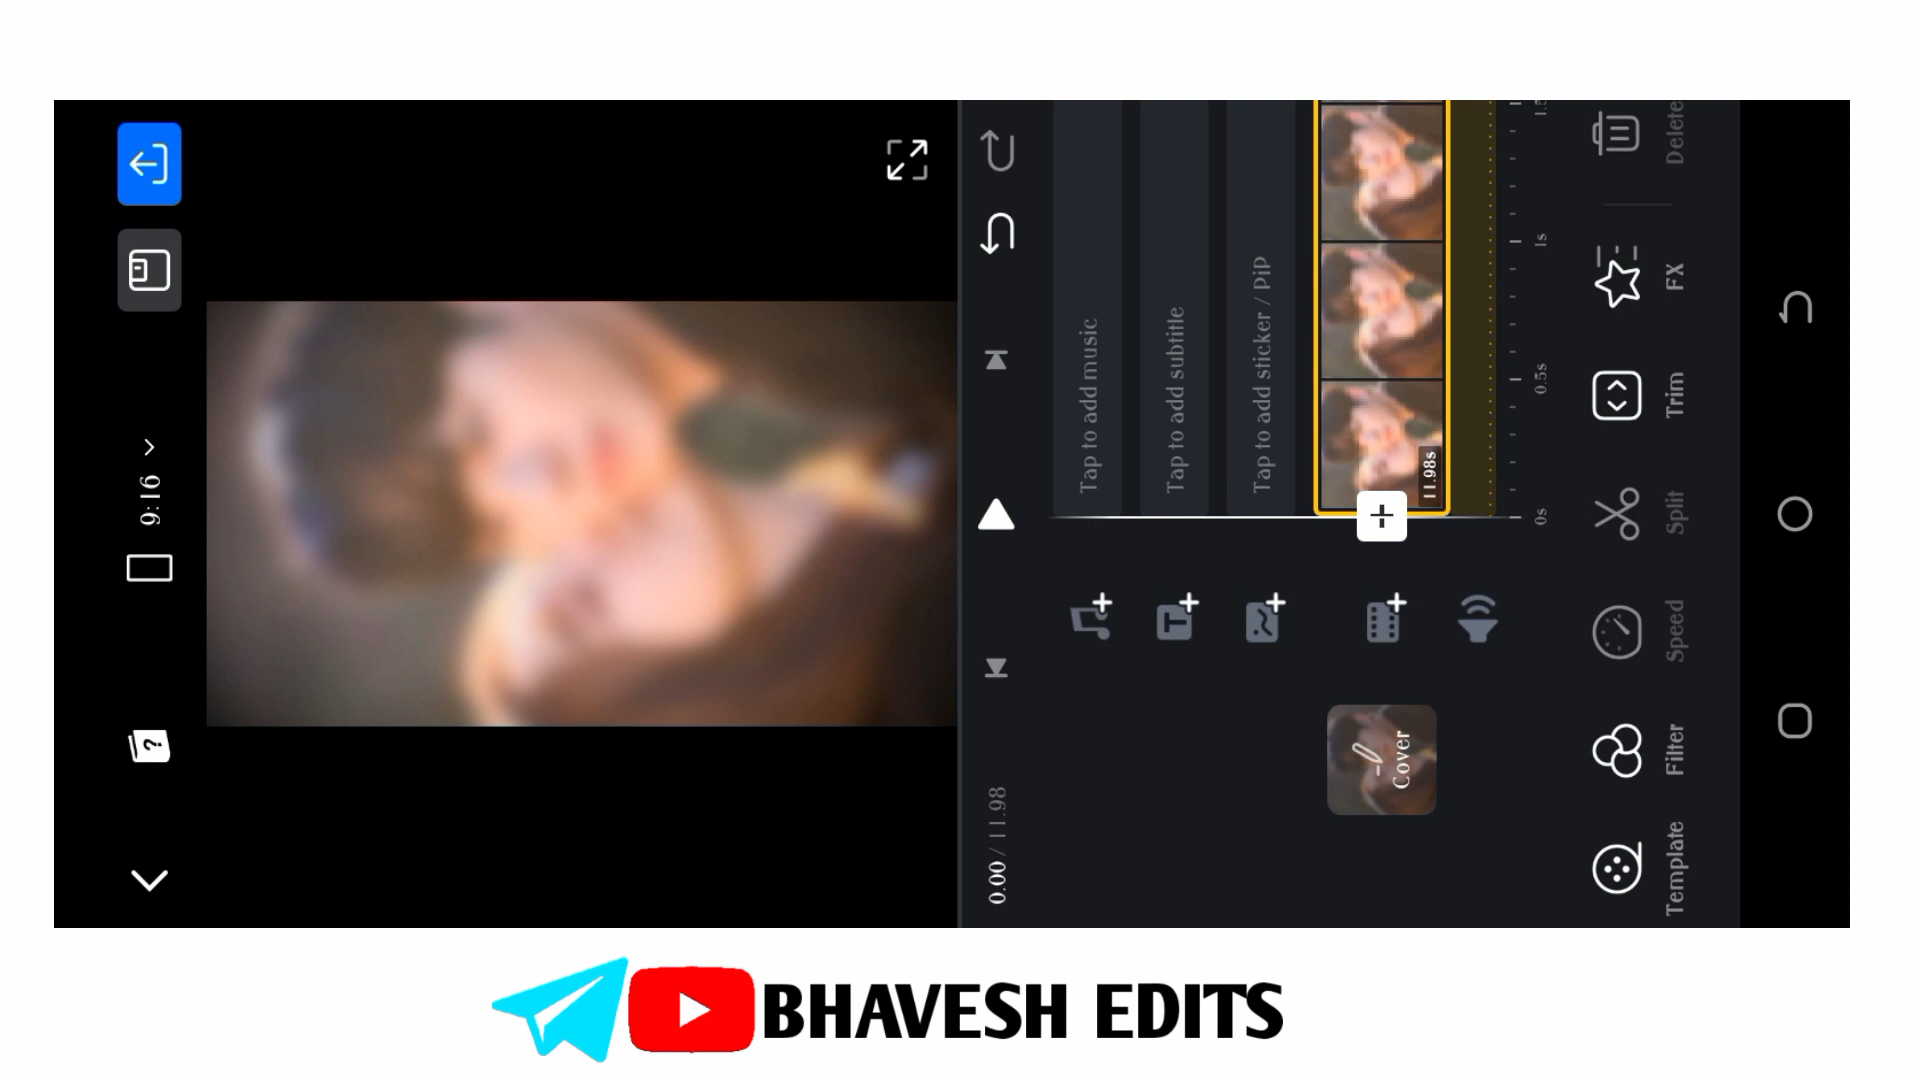 9:16
0.00 / 11.98
Tap to add music
Tap to add subtitle
Tap to add sticker / pip
Cover
11.98s
0s
0.5s
1s
Template
Filter
Speed
Split
Trim
FX
Delete
BHAVESH EDITS